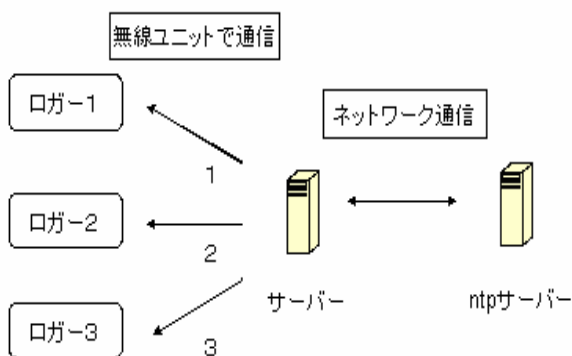 無線ユニットで通信
ロガー1
ネットワーク通信
1
ロガー2
2
サーバー
ntpサーバー
ロガー3
3